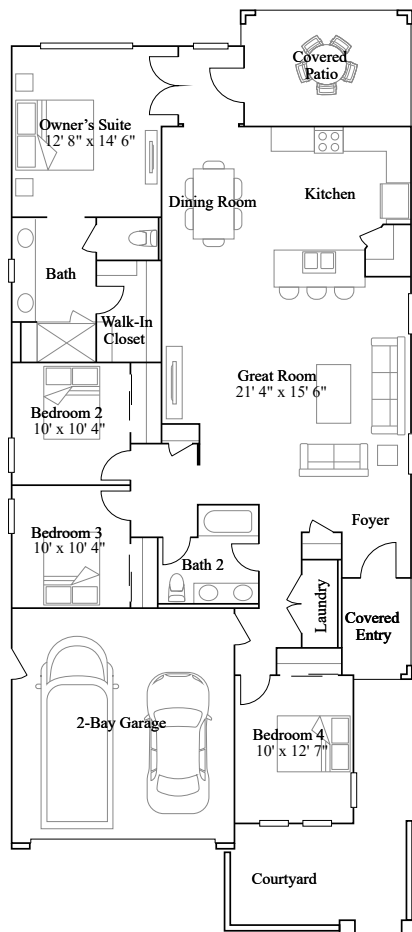 Covered
Patio
Owner's Suite
12' 8" x 14' 6"
Dining Room
Kitchen
Bath
Walk-In
Closet
Great Room
21' 4" x 15' 6"
Bedroom 2
10' x 10' 4"
Foyer
Bedroom 3
10' x 10' 4"
Bath 2
Laundry
Covered
Entry
2-Bay Garage
Bedroom 4
10' x 12' 7"
Courtyard